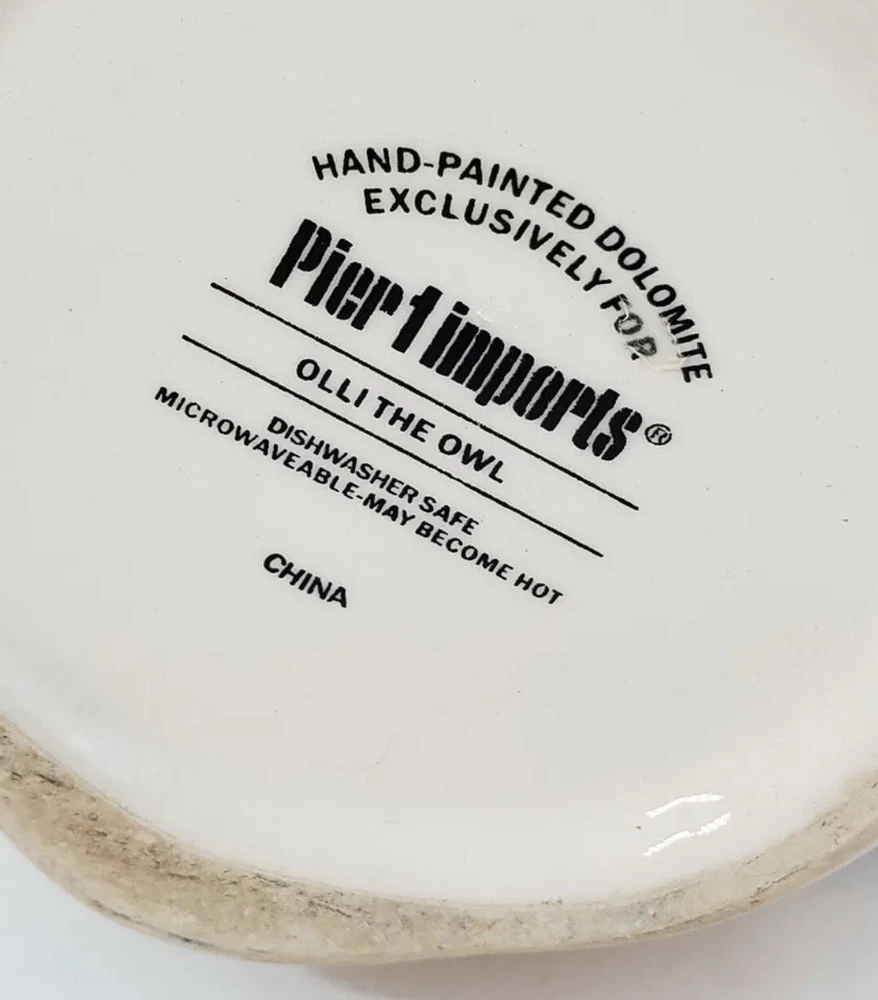 HAND-PAINTED DOLOMITE
EXCLUSIVELY FOR
Pier 1 imports®
OLLI THE OWL
DISHWASHER SAFE
MICROWAVEABLE-MAY BECOME HOT
CHINA